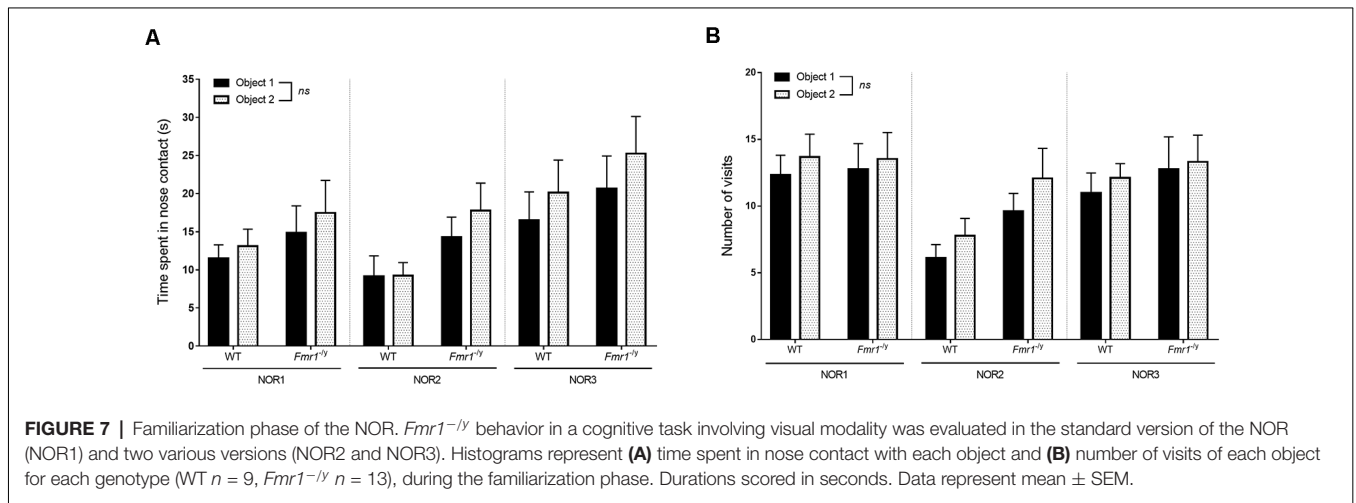 A
35
30
25
20
15
10
5
0
Time spent in nose contact (s)
Object 1
Object 2
ns
WT
Fmr1-/y
WT
Fmr1-/y
WT
Fmr1-/y
NOR1
NOR2
NOR3
B
20
15
10
5
0
Number of visits
Object 1
Object 2
ns
WT
Fmr1-/y
WT
Fmr1-/y
WT
Fmr1-/y
NOR1
NOR2
NOR3
FIGURE 7 | Familiarization phase of the NOR. Fmr1−/y behavior in a cognitive task involving visual modality was evaluated in the standard version of the NOR
(NOR1) and two various versions (NOR2 and NOR3). Histograms represent (A) time spent in nose contact with each object and (B) number of visits of each object
for each genotype (WT n = 9, Fmr1−/y n = 13), during the familiarization phase. Durations scored in seconds. Data represent mean ± SEM.